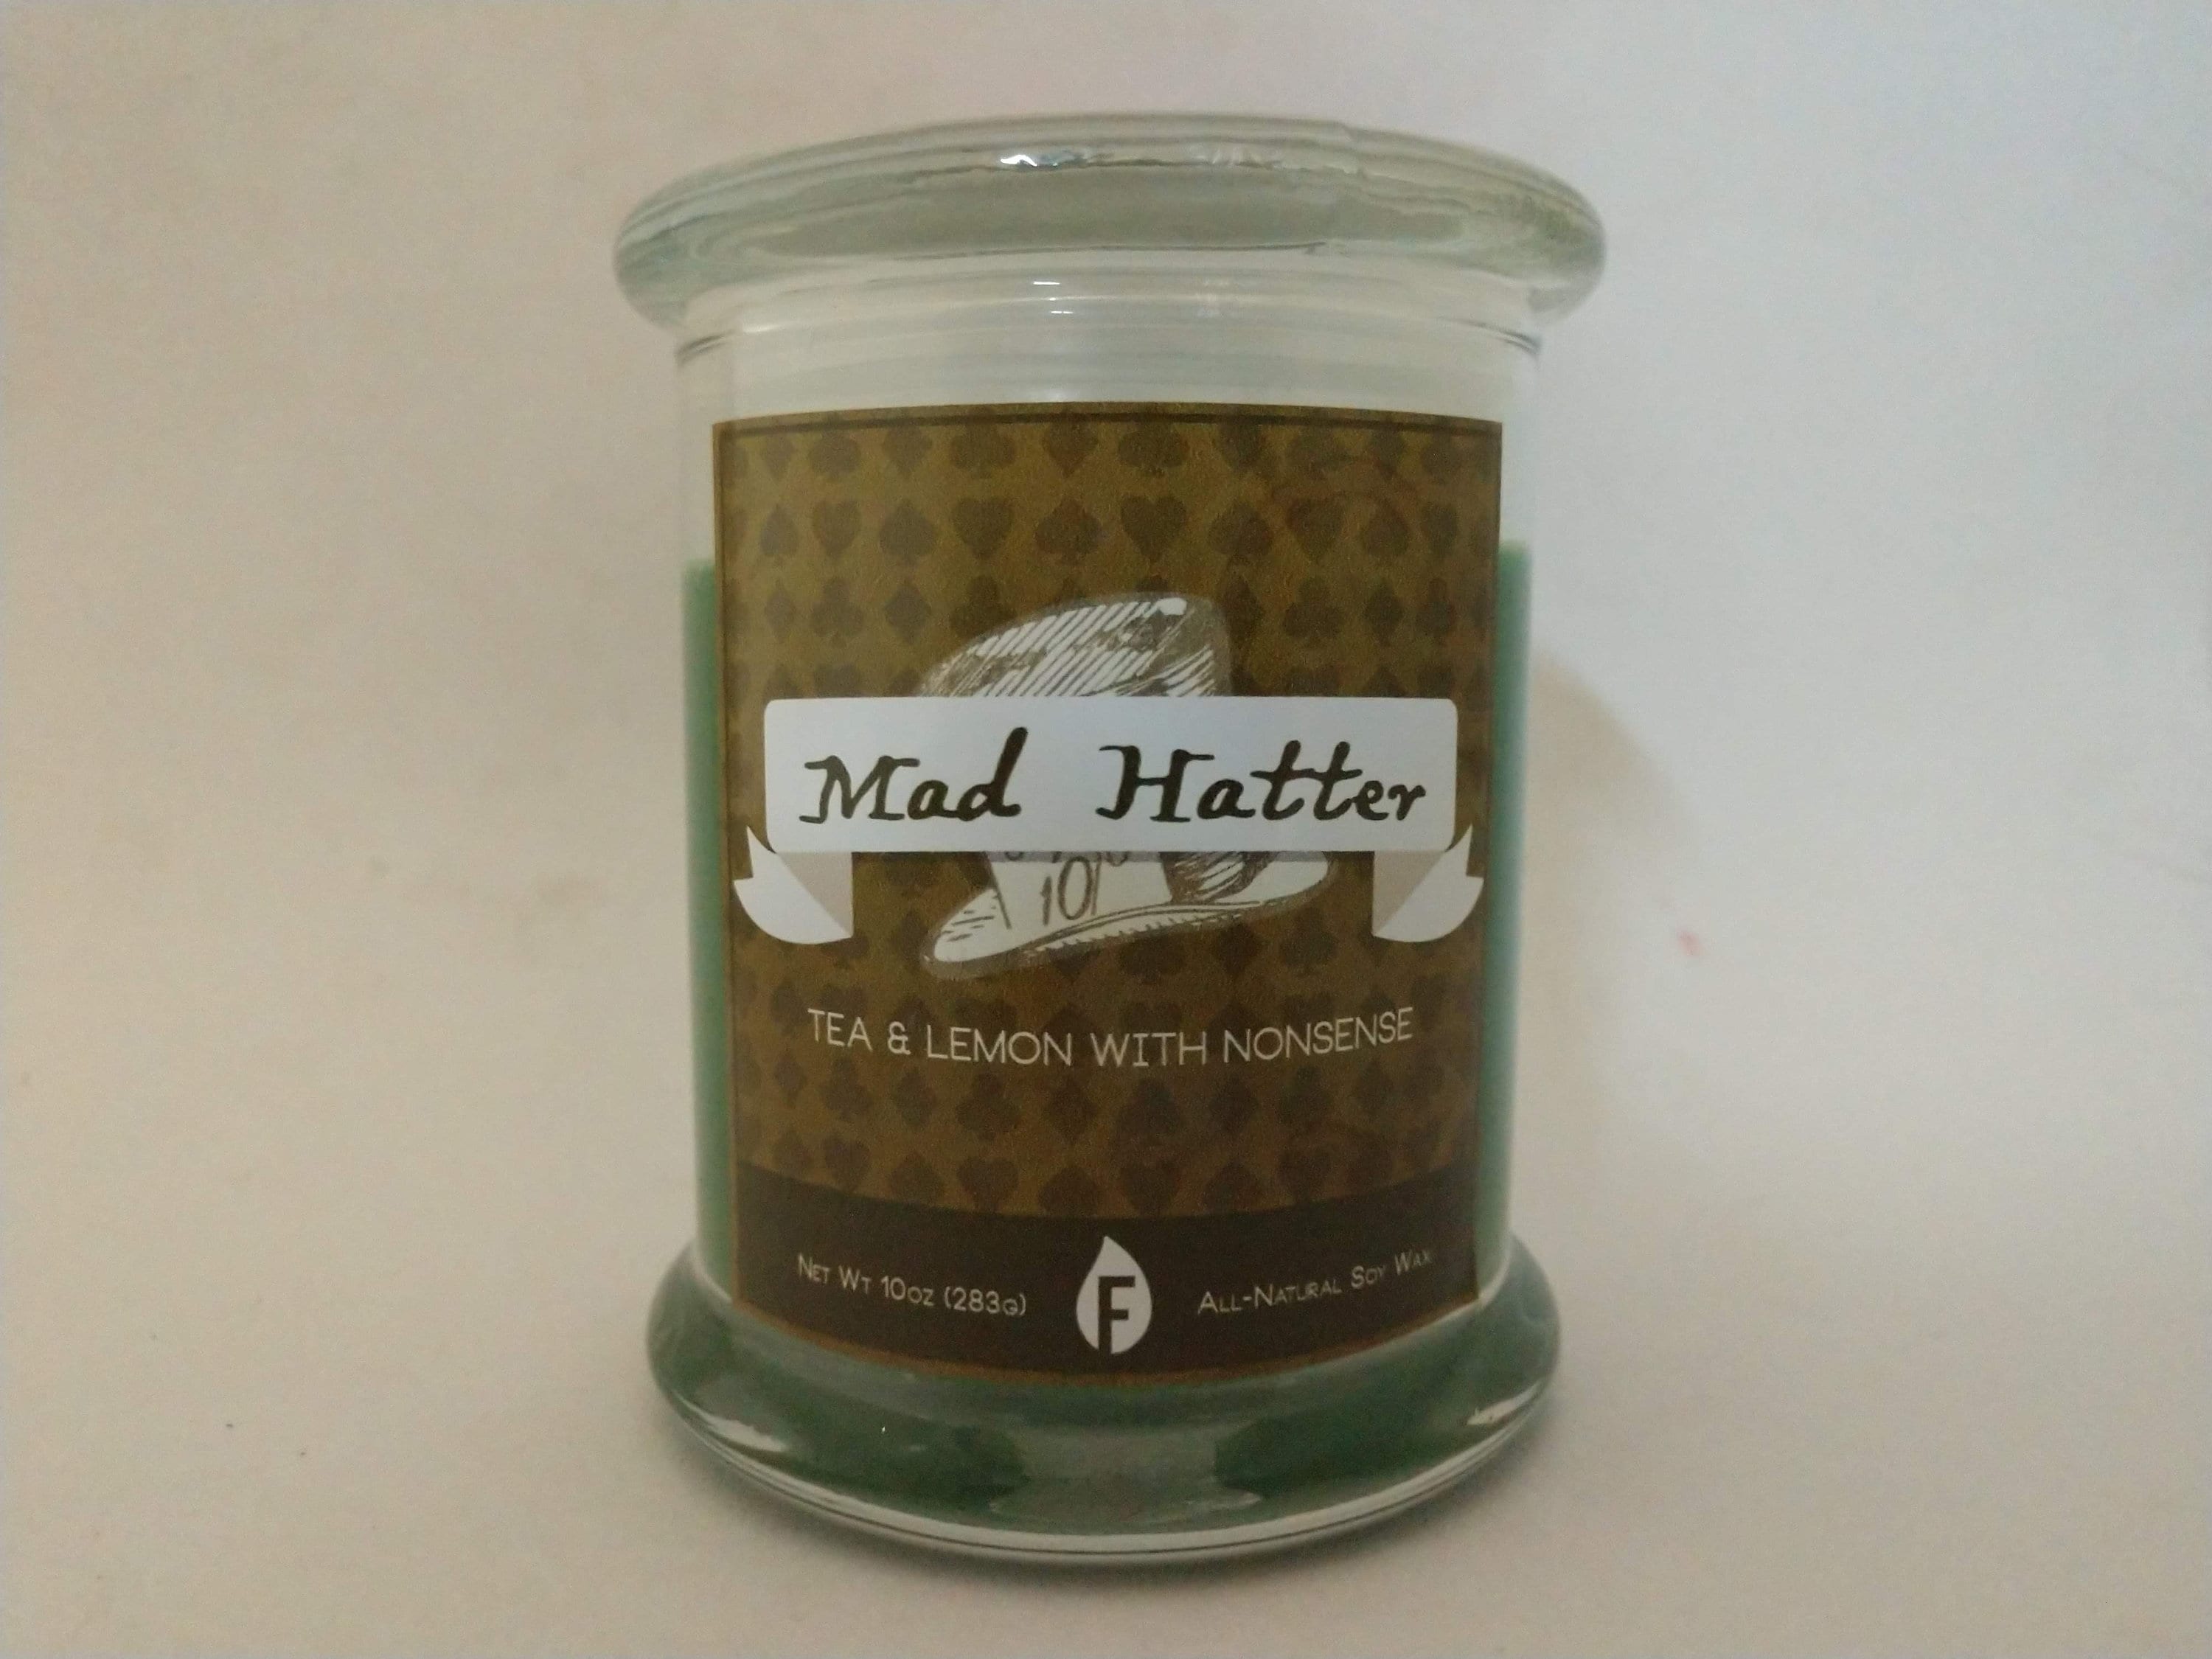 Mad Hatter
10/
TEA & LEMON WITH NONSENSE
NET WT 10OZ (283G)
F
ALL-NATURAL SOY WAX